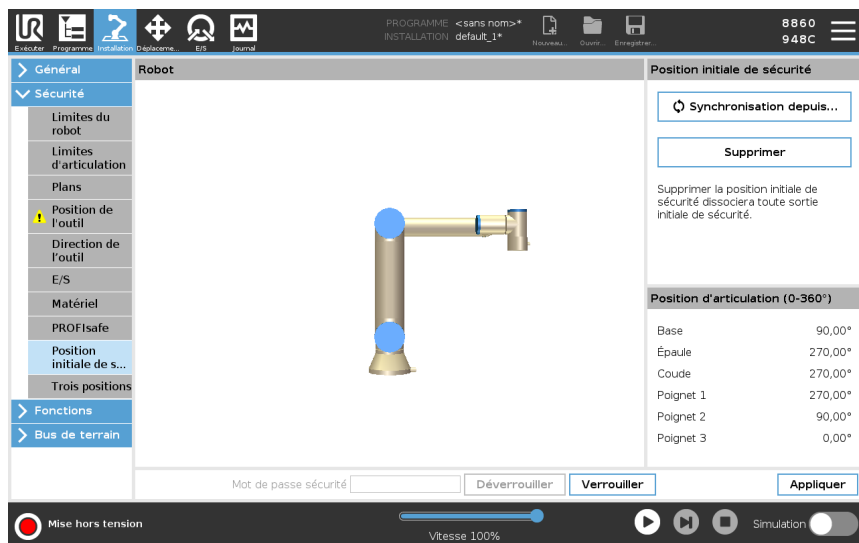 UR
PROGRAMME <sans nom>*
INSTALLATION default_1*
Exécuter
Programme
Installation
Déplaceme...
E/S
Journal
Nouveau...
Ouvrir...
Enregistrer...
8860
948C
Général
Sécurité
Limites du
robot
Limites
d'articulation
Plans
Position de
l'outil
Direction de
l'outil
E/S
Matériel
PROFIsafe
Position
initiale de s...
Trois positions
Fonctions
Bus de terrain
Robot
Position initiale de sécurité
Synchronisation depuis...
Supprimer
Supprimer la position initiale de
sécurité dissociera toute sortie
initiale de sécurité.
Position d'articulation (0-360°)
Base 90,00°
Épaule 270,00°
Coude 270,00°
Poignet 1 270,00°
Poignet 2 90,00°
Poignet 3 0,00°
Mot de passe sécurité Déverrouiller Verrouiller Appliquer
Mise hors tension
Vitesse 100%
Simulation